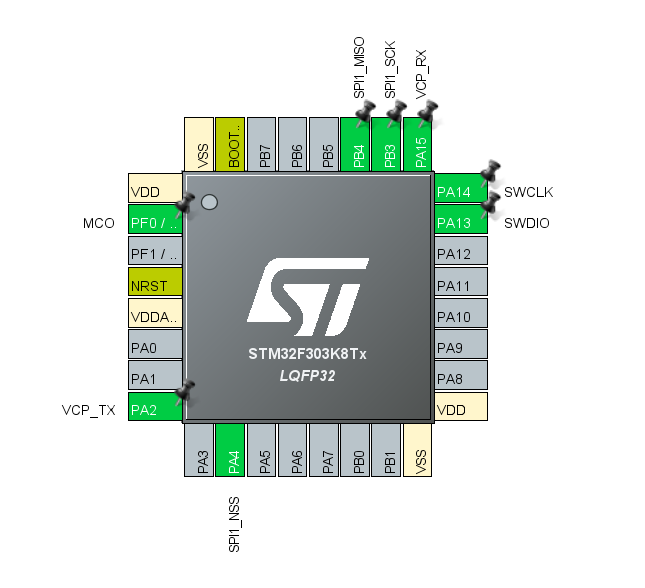 SPI1_MISO
SPI1_SCK
VCP_RX
VSS
BOOT..
PB7
PB6
PB5
PB4
PB3
PA15
VDD
MCO
PF0 / ..
PF1 / ..
NRST
VDDA..
PA0
PA1
VCP_TX
PA2
PA14
SWCLK
PA13
SWDIO
PA12
PA11
PA10
PA9
PA8
VDD
ST
STM32F303K8Tx
LQFP32
PA3
PA4
PA5
PA6
PA7
PB0
PB1
VSS
SPI1_NSS